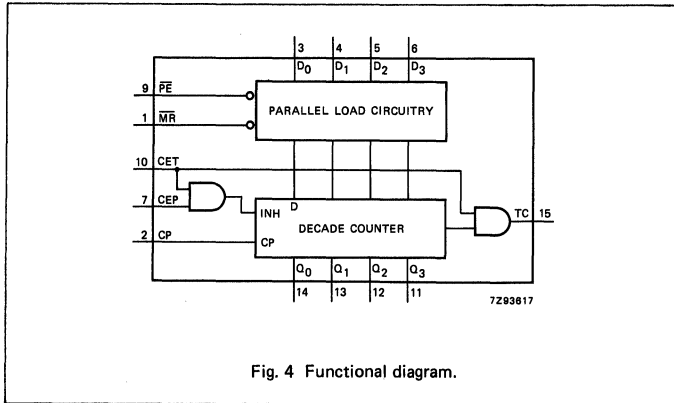 3 4 5 6
D0 D1 D2 D3
9 P̅E̅
PARALLEL LOAD CIRCUITRY
1 M̅R̅
10 CET
7 CEP
INH
D
DECADE COUNTER
TC 15
2 CP
CP
Q0 Q1 Q2 Q3
14 13 12 11
7Z93617
Fig. 4 Functional diagram.